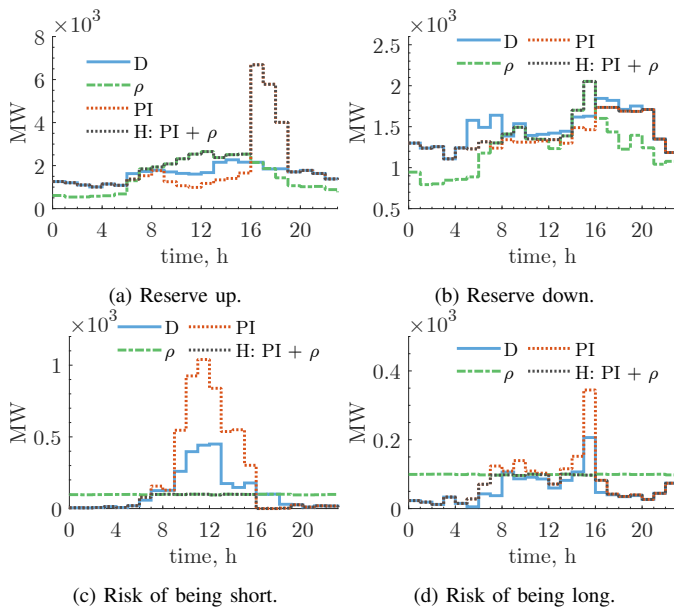 ×10³
8
6
4
2
0
MW
D
ρ
PI
H: PI + ρ
0 4 8 12 16 20
time, h
(a) Reserve up.
×10³
2.5
2
1.5
1
0.5
MW
D PI
ρ H: PI + ρ
0 4 8 12 16 20
time, h
(b) Reserve down.
×10³
D PI
ρ H: PI + ρ
1
0.5
0
MW
0 4 8 12 16 20
time, h
(c) Risk of being short.
×10³
D PI
ρ H: PI + ρ
0.4
0.2
0
MW
0 4 8 12 16 20
time, h
(d) Risk of being long.